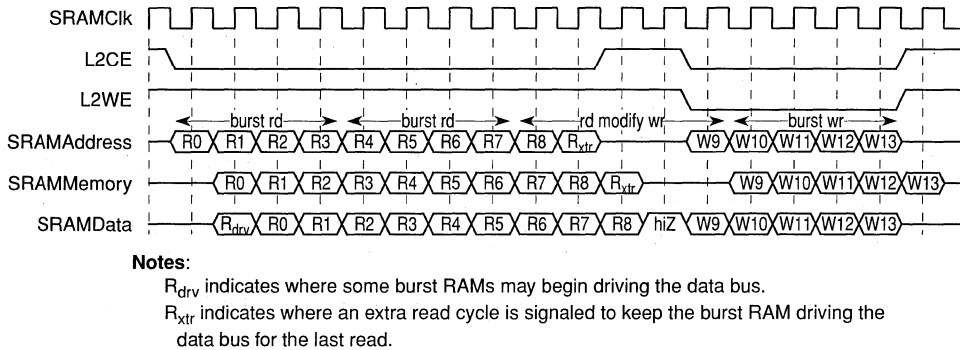 SRAMClk
L2CE
L2WE
burst rd burst rd rd modify wr burst wr
SRAMAddress R0 R1 R2 R3 R4 R5 R6 R7 R8 Rxtr W9 W10 W11 W12 W13
SRAMMemory R0 R1 R2 R3 R4 R5 R6 R7 R8 Rxtr W9 W10 W11 W12 W13
SRAMData Rdrv R0 R1 R2 R3 R4 R5 R6 R7 R8 hiZ W9 W10 W11 W12 W13
Notes:
Rdrv indicates where some burst RAMs may begin driving the data bus.
Rxtr indicates where an extra read cycle is signaled to keep the burst RAM driving the
data bus for the last read.